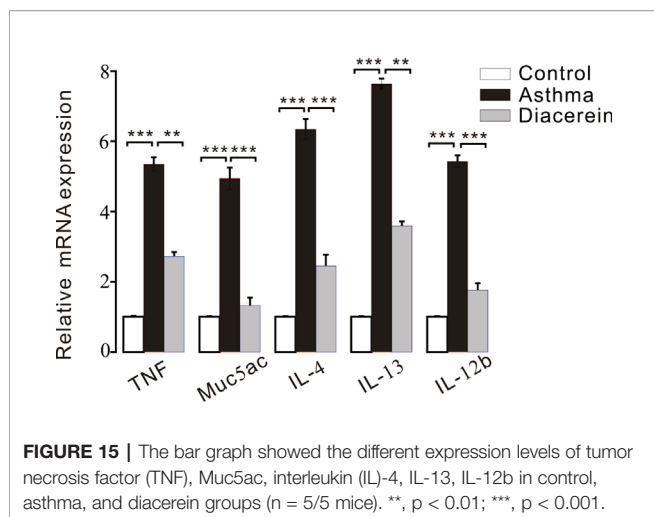 *** ** *** *** *** *** *** ** *** ***
Control
Asthma
Diacerein
Relative mRNA expression
8
6
4
2
0
TNF
Muc5ac
IL-4
IL-13
IL-12b
FIGURE 15 | The bar graph showed the different expression levels of tumor
necrosis factor (TNF), Muc5ac, interleukin (IL)-4, IL-13, IL-12b in control,
asthma, and diacerein groups (n = 5/5 mice). **, p < 0.01; ***, p < 0.001.